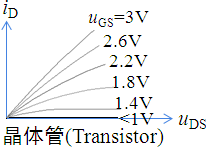 iD
uGS=3V
2.6V
2.2V
1.8V
1.4V
<1V
uDS
晶体管(Transistor)